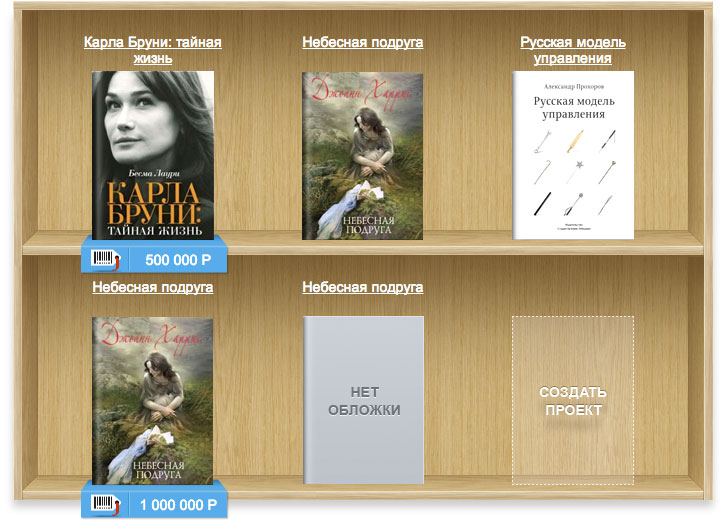 Карла Бруни: тайная
жизнь
Небесная подруга
Русская модель
управления
Бесма Лаури
КАРЛА
БРУНИ:
ТАЙНАЯ ЖИЗНЬ
Джоанн Харрис
НЕБЕСНАЯ
ПОДРУГА
Александр Прохоров
Русская модель
управления
500 000 Р
Небесная подруга
Небесная подруга
Джоанн Харрис
НЕБЕСНАЯ
ПОДРУГА
НЕТ
ОБЛОЖКИ
СОЗДАТЬ
ПРОЕКТ
1 000 000 Р